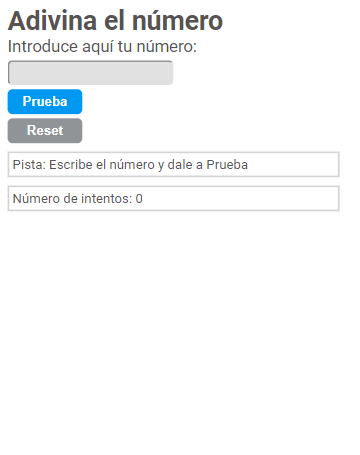 Adivina el número
Introduce aquí tu número:
Prueba
Reset
Pista: Escribe el número y dale a Prueba
Número de intentos: 0